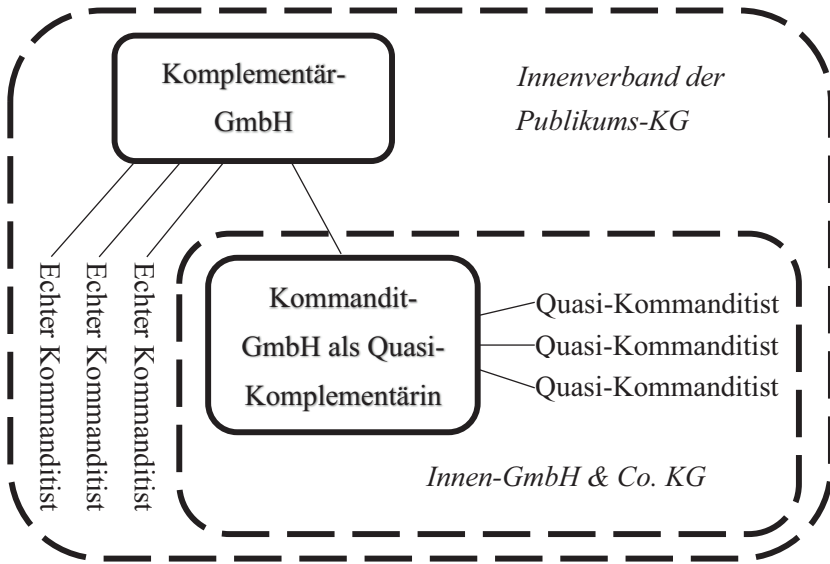 Komplementär-
GmbH
Innenverband der
Publikums-KG
Echter Kommanditist
Echter Kommanditist
Echter Kommanditist
Kommandit-
GmbH als Quasi-
Komplementärin
Quasi-Kommanditist
Quasi-Kommanditist
Quasi-Kommanditist
Innen-GmbH & Co. KG